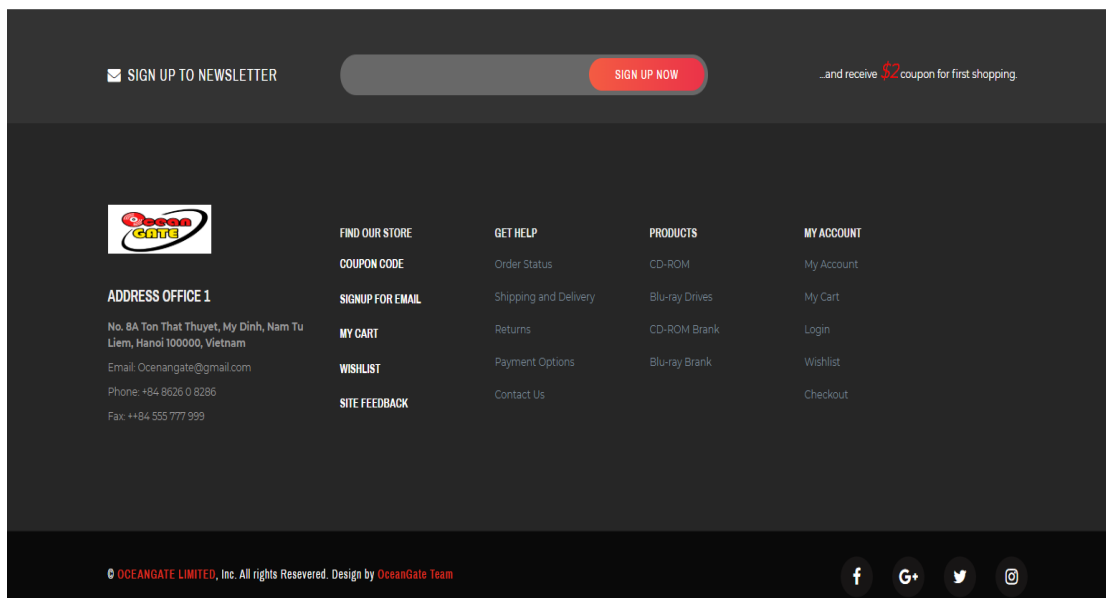 SIGN UP TO NEWSLETTER
SIGN UP NOW
...and receive $2 coupon for first shopping.
Ocean
GATE
ADDRESS OFFICE 1
No. 8A Ton That Thuyet, My Dinh, Nam Tu
Liem, Hanoi 100000, Vietnam
Email: Ocenangate@gmail.com
Phone: +84 8626 0 8286
Fax: ++84 555 777 999
FIND OUR STORE
COUPON CODE
SIGNUP FOR EMAIL
MY CART
WISHLIST
SITE FEEDBACK
GET HELP
Order Status
Shipping and Delivery
Returns
Payment Options
Contact Us
PRODUCTS
CD-ROM
Blu-ray Drives
CD-ROM Brank
Blu-ray Brank
MY ACCOUNT
My Account
My Cart
Login
Wishlist
Checkout
© OCEANGATE LIMITED, Inc. All rights Resevered. Design by OceanGate Team